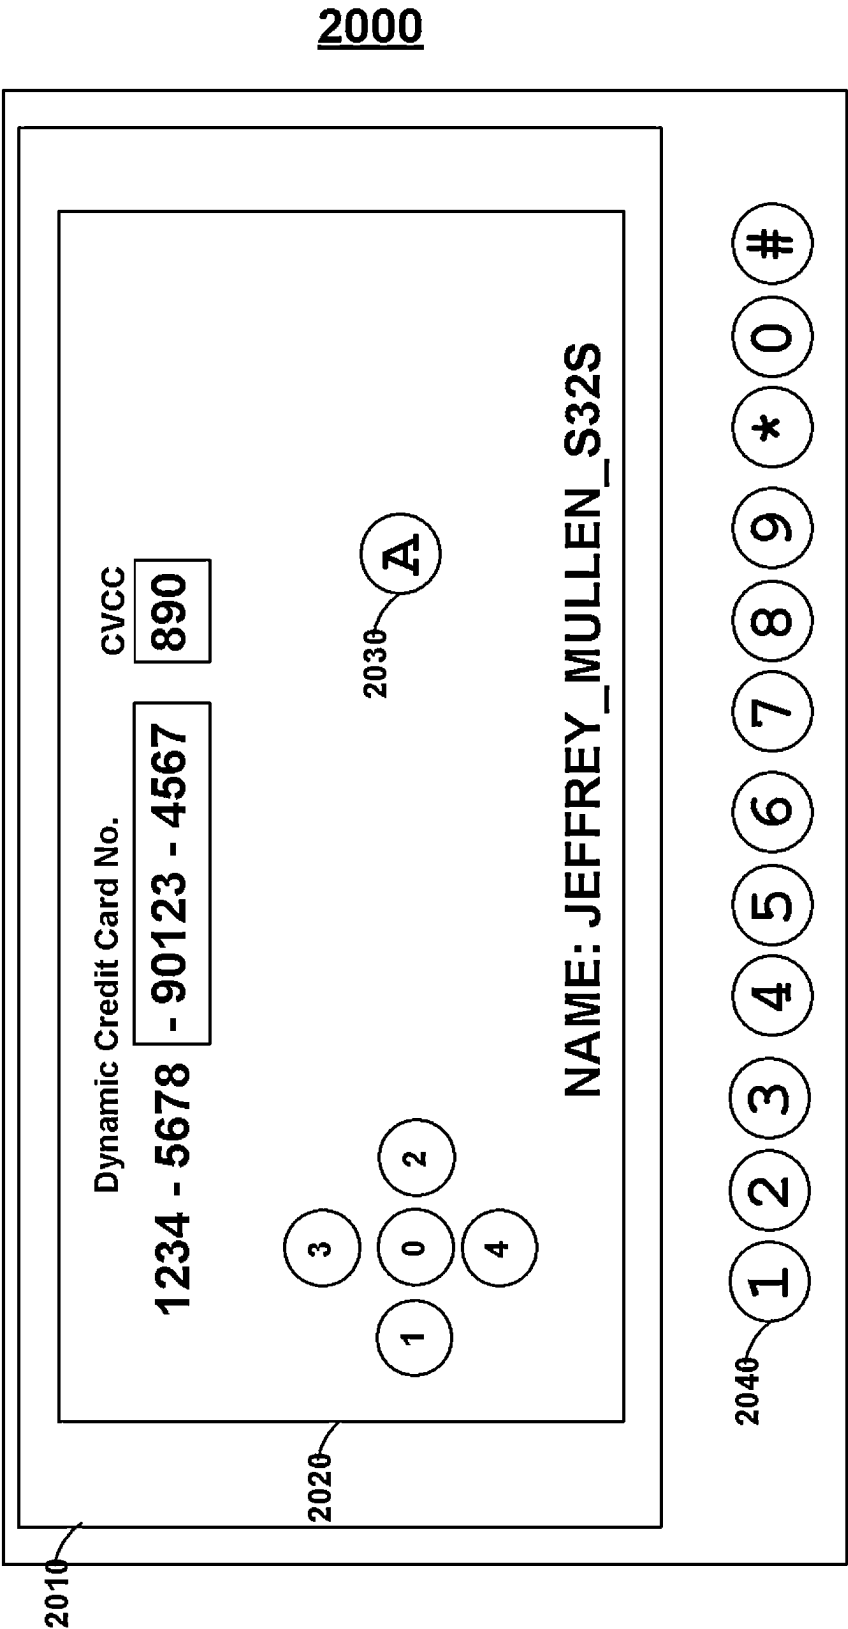 2000
Dynamic Credit Card No.
CVCC
1234 - 5678 - 90123 - 4567
890
3
1
0
2
4
A
2030
NAME: JEFFREY_MULLEN_S32S
1 2 3 4 5 6 7 8 9 * 0 #
2010
2020
2040